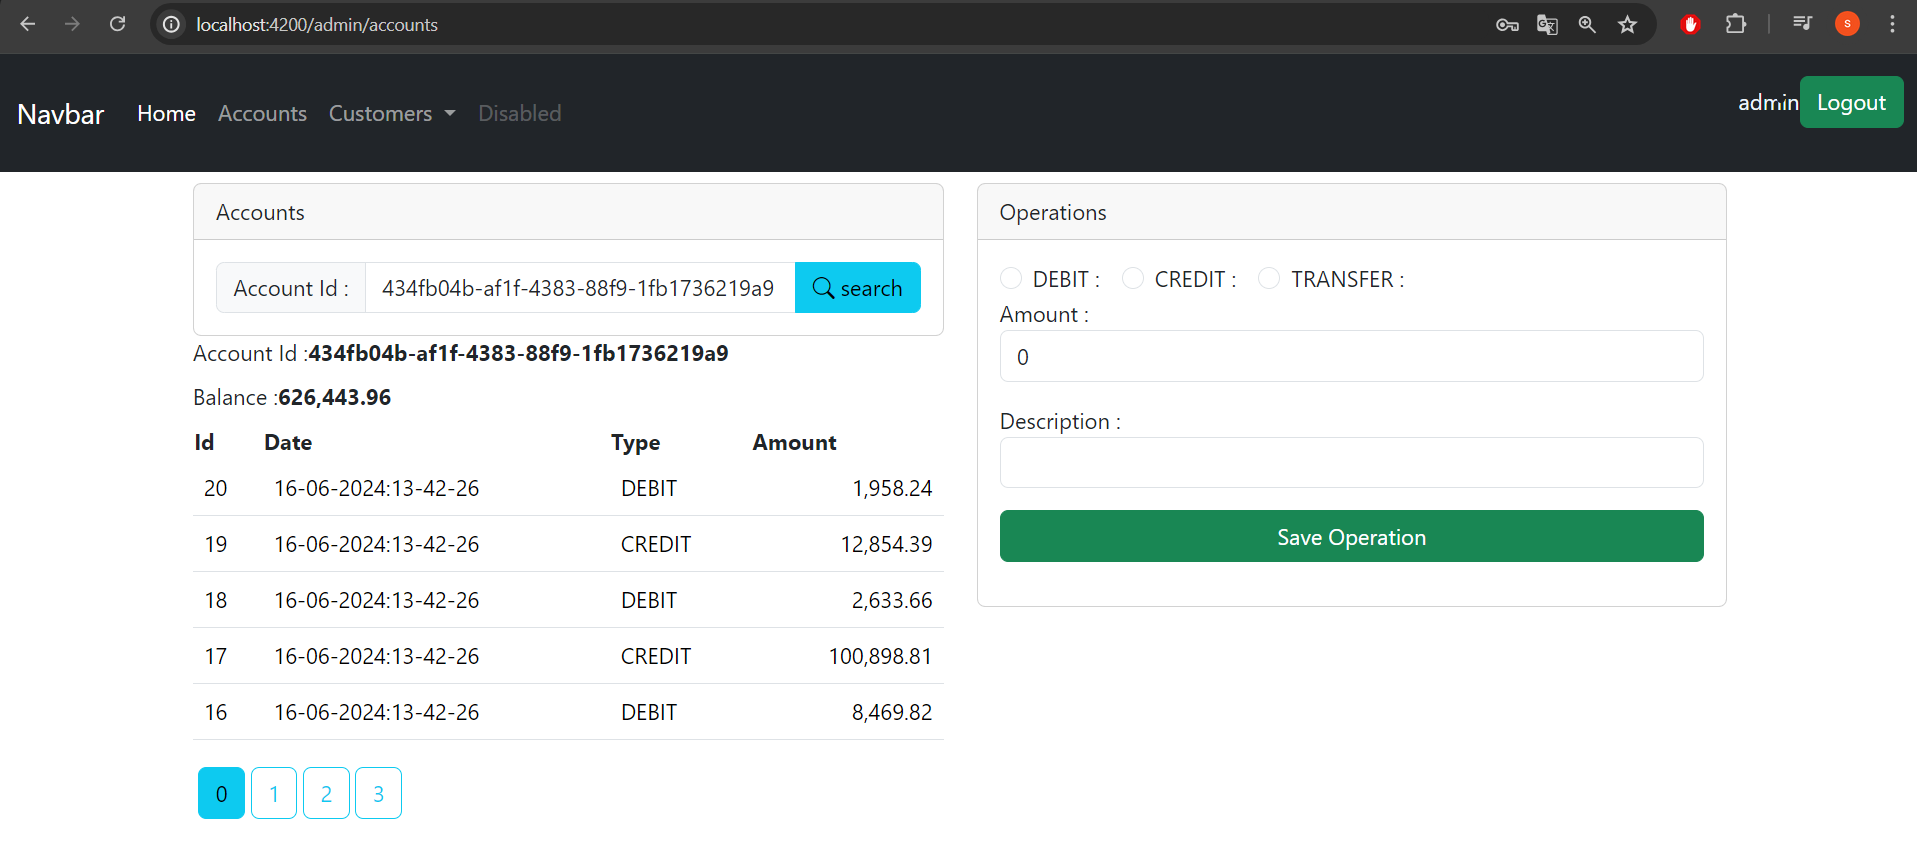 localhost:4200/admin/accounts
S
Navbar Home Accounts Customers Disabled admin Logout
Accounts
Account Id : 434fb04b-af1f-4383-88f9-1fb1736219a9 search
Account Id :434fb04b-af1f-4383-88f9-1fb1736219a9
Balance :626,443.96
Id Date Type Amount
20 16-06-2024:13-42-26 DEBIT 1,958.24
19 16-06-2024:13-42-26 CREDIT 12,854.39
18 16-06-2024:13-42-26 DEBIT 2,633.66
17 16-06-2024:13-42-26 CREDIT 100,898.81
16 16-06-2024:13-42-26 DEBIT 8,469.82
0 1 2 3
Operations
DEBIT : CREDIT : TRANSFER :
Amount :
0
Description :
Save Operation